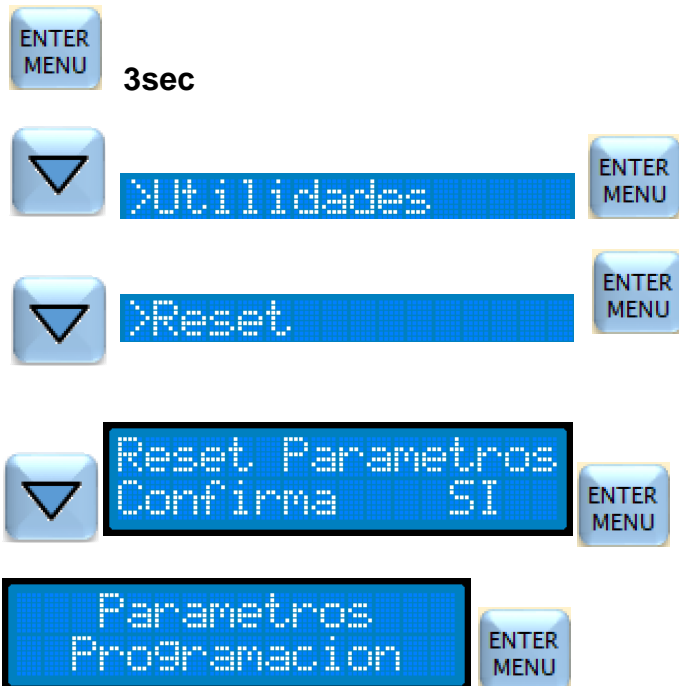 ENTER
MENU
3sec
>Utilidades
ENTER
MENU
>Reset
ENTER
MENU
Reset Parametros
Confirma SI
ENTER
MENU
Parametros
Programacion
ENTER
MENU